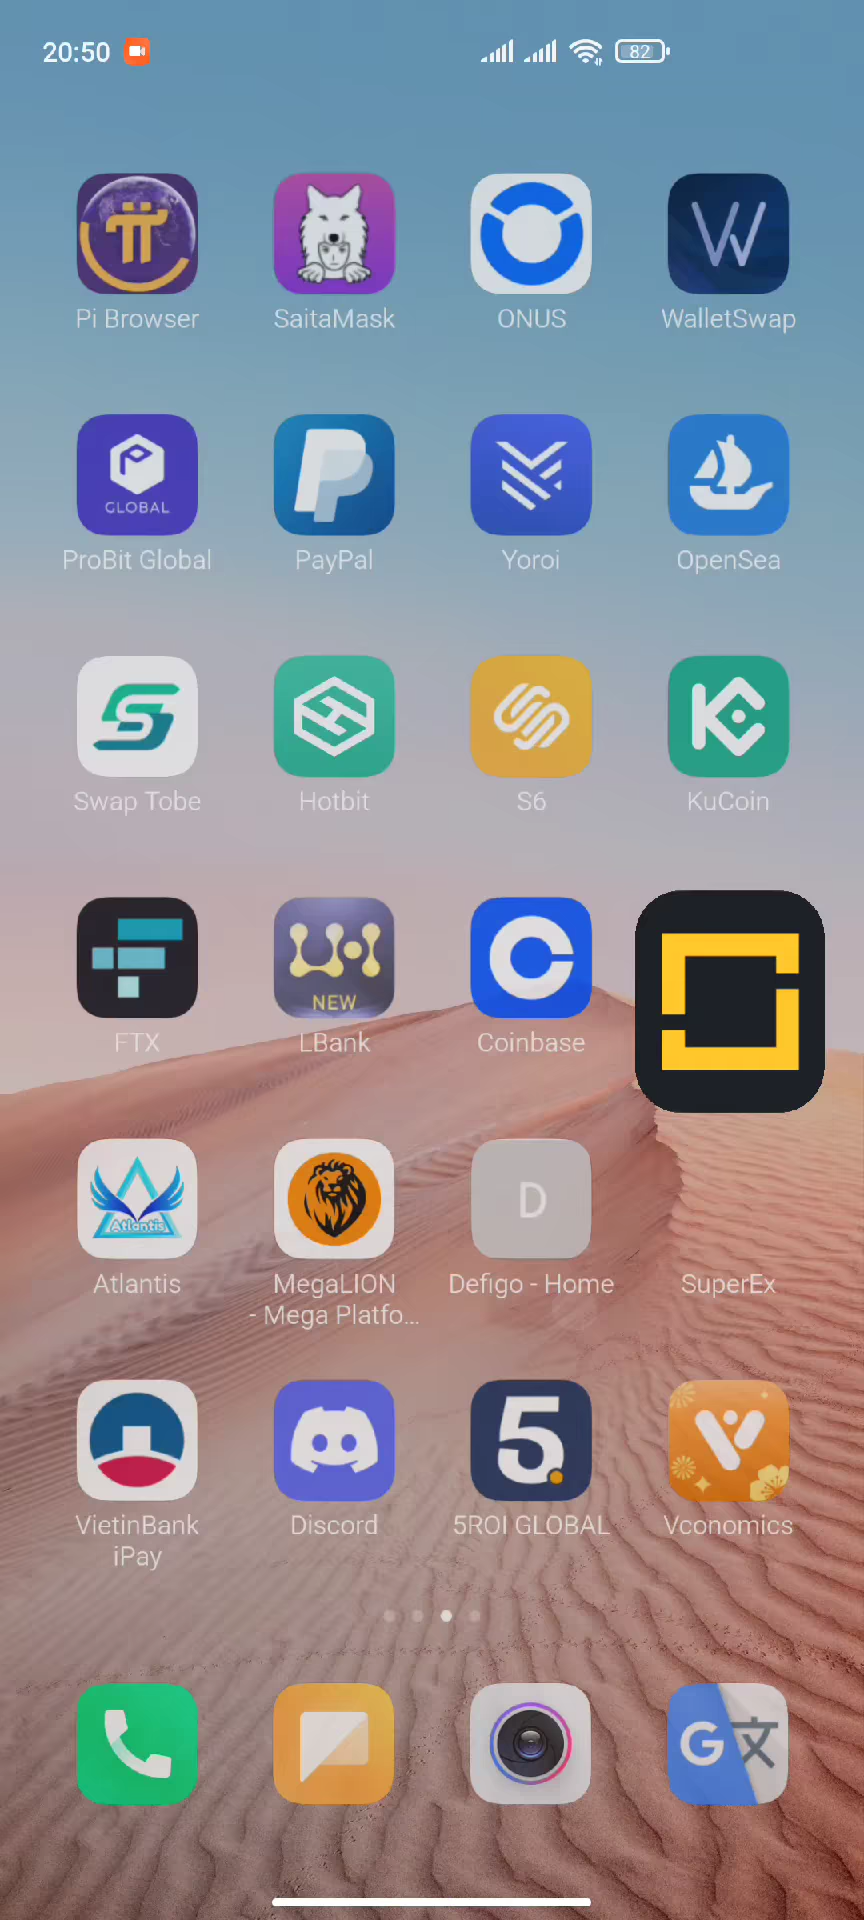 20:50
82
Pi Browser
SaitaMask
ONUS
WalletSwap
GLOBAL
ProBit Global
PayPal
Yoroi
OpenSea
Swap Tobe
Hotbit
S6
KuCoin
NEW
FTX
LBank
Coinbase
Atlantis
D
Atlantis
MegaLION
- Mega Platfo...
Defigo - Home
SuperEx
5
VietinBank
iPay
Discord
5ROI GLOBAL
Vconomics
G文